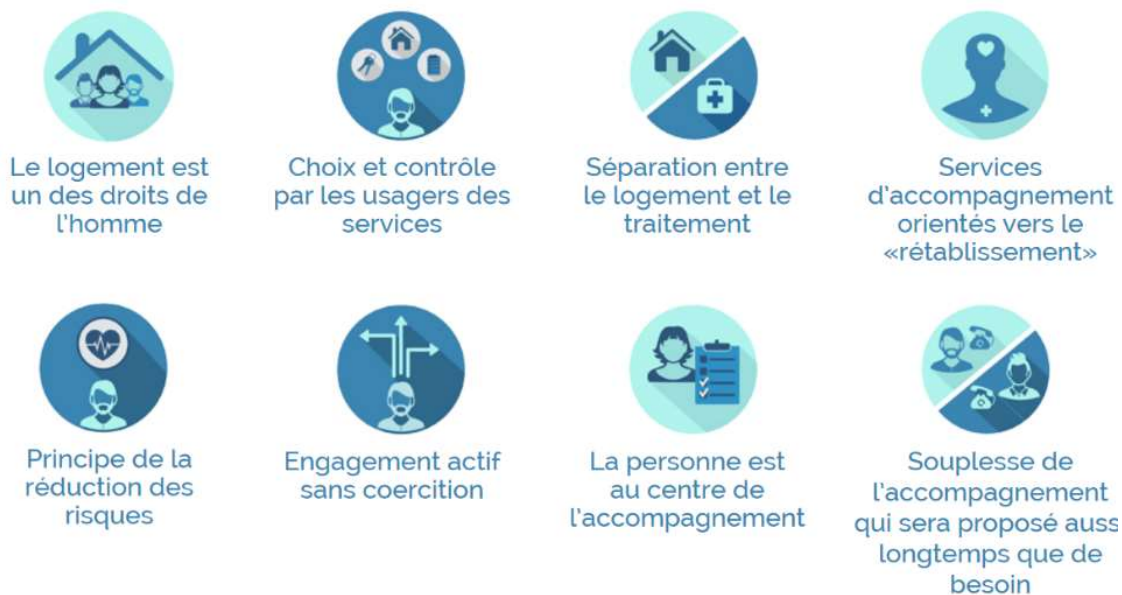 Le logement est
un des droits de
l'homme
Choix et contrôle
par les usagers des
services
Séparation entre
le logement et le
traitement
Services
d'accompagnement
orientés vers le
«rétablissement»
Principe de la
réduction des
risques
Engagement actif
sans coercition
La personne est
au centre de
l'accompagnement
Souplesse de
l'accompagnement
qui sera proposé auss
longtemps que de
besoin